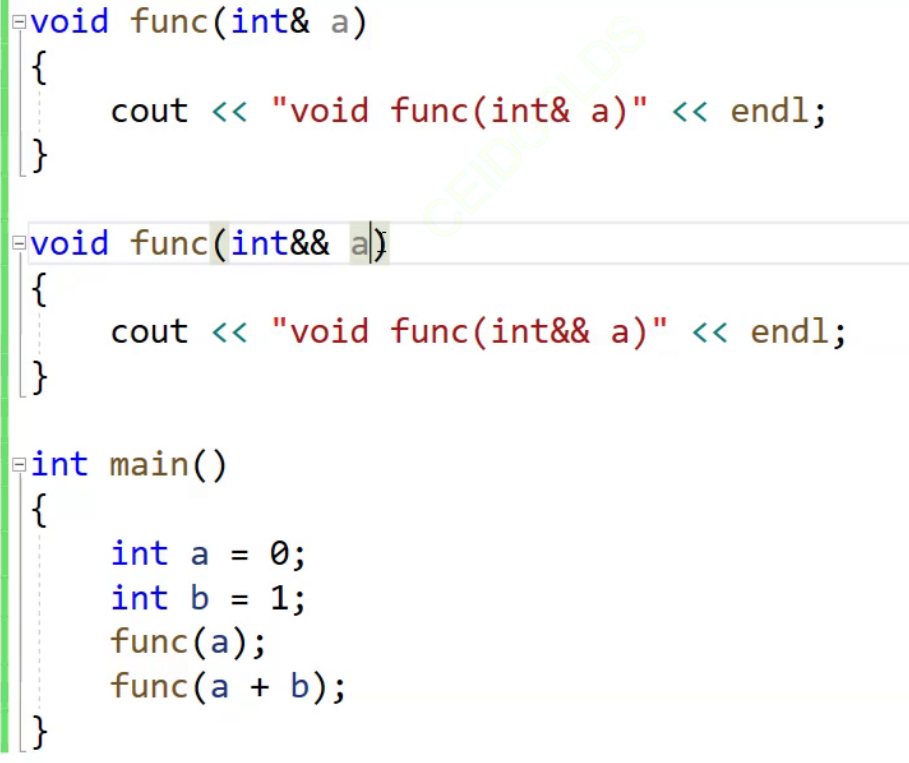 void func(int& a)
{
    cout << "void func(int& a)" << endl;
}
void func(int&& a)
{
    cout << "void func(int&& a)" << endl;
}
int main()
{
    int a = 0;
    int b = 1;
    func(a);
    func(a + b);
}